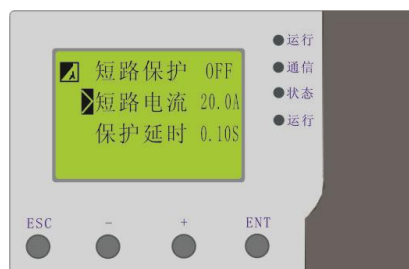 短路保护 OFF
短路电流 20.0A
保护延时 0.10S
运行
通信
状态
运行
ESC - + ENT